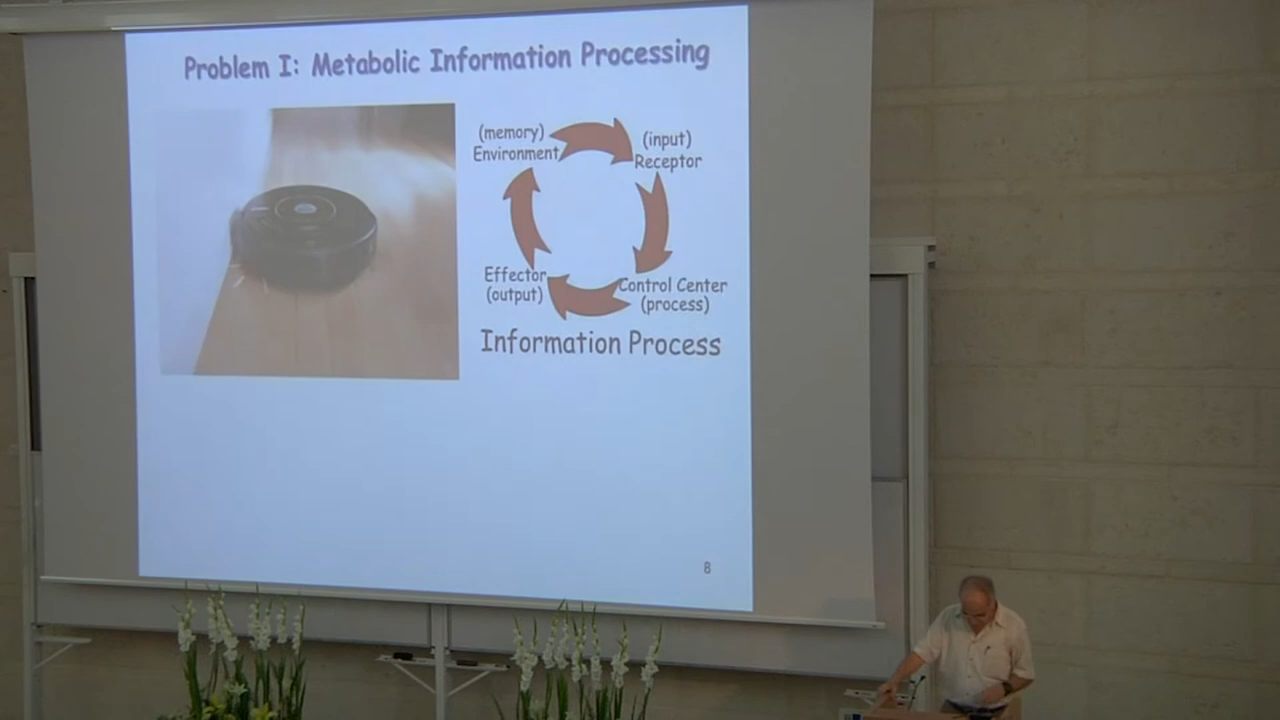 Problem I: Metabolic Information Processing
(memory)
Environment
(input)
Receptor
Effector
(output)
Control Center
(process)
Information Process
8